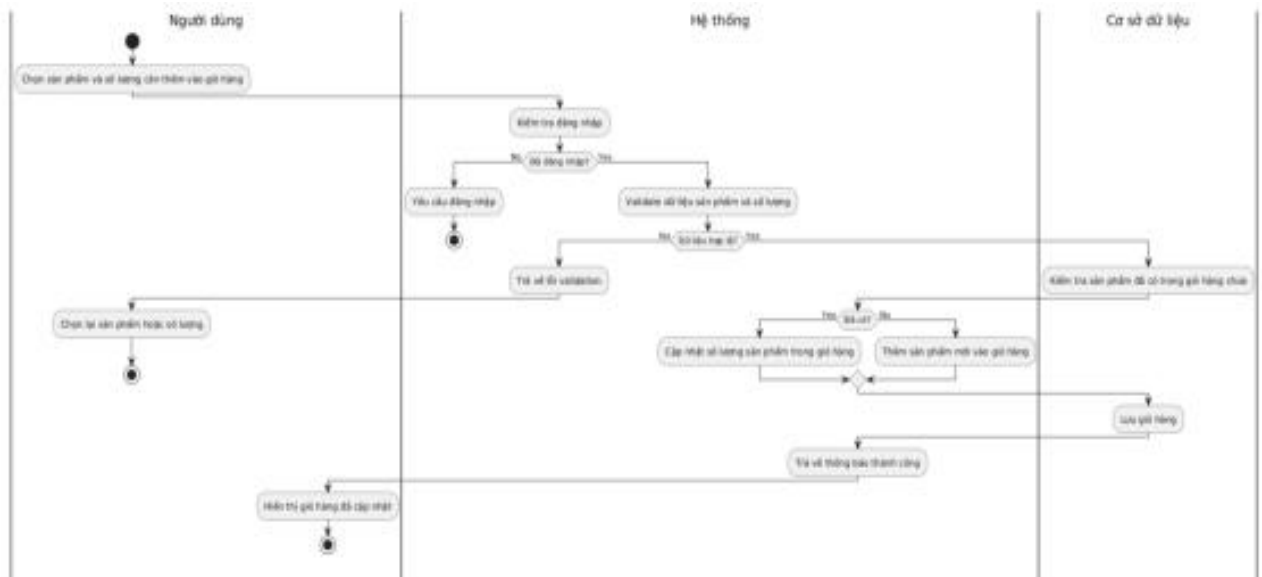 Người dùng
Hệ thống
Cơ sở dữ liệu
Chọn sản phẩm và số lượng cần thêm vào giỏ hàng
Kiểm tra đăng nhập
Đã đăng nhập?
No
Yes
Yêu cầu đăng nhập
Validate dữ liệu sản phẩm và số lượng
Dữ liệu hợp lệ?
No
Yes
Trả về lỗi validation
Kiểm tra sản phẩm đã có trong giỏ hàng chưa
Chọn lại sản phẩm hoặc số lượng
Đã có?
Yes
No
Cập nhật số lượng sản phẩm trong giỏ hàng
Thêm sản phẩm mới vào giỏ hàng
Lưu giỏ hàng
Trả về thông báo thành công
Hiển thị giỏ hàng đã cập nhật